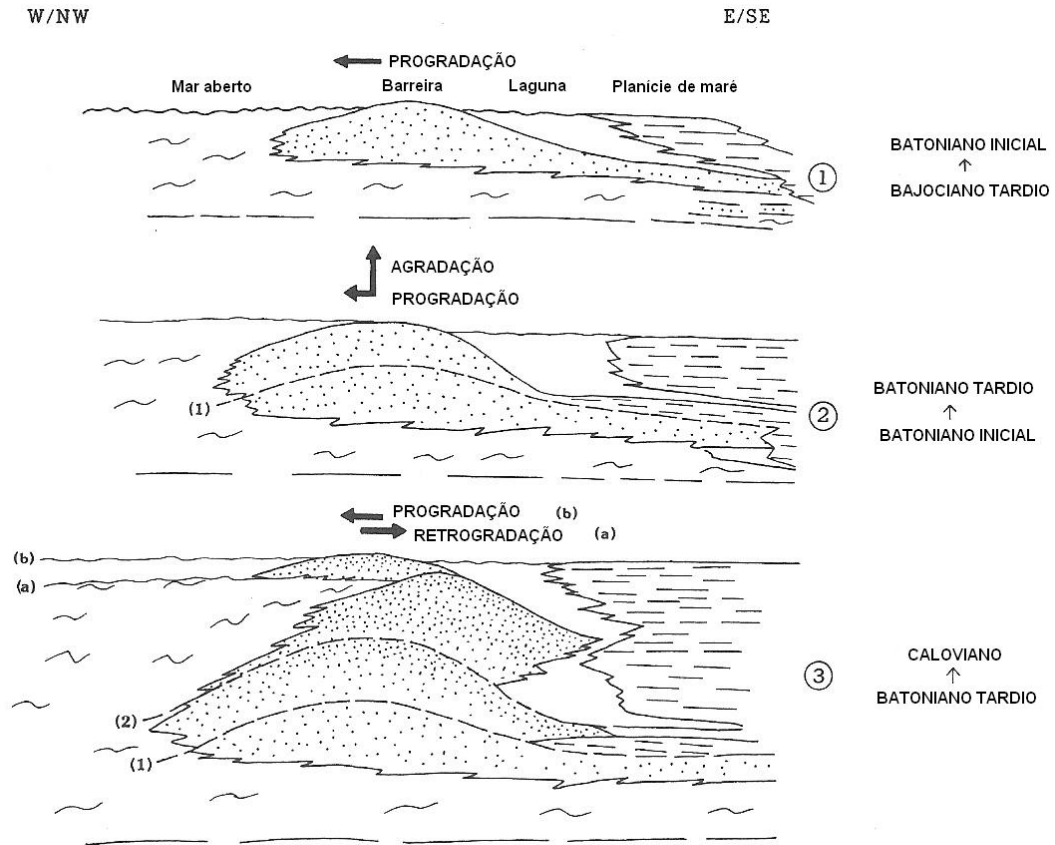 W/NW
E/SE
PROGRADAÇÃO
Mar aberto
Barreira
Laguna
Planície de maré
BATONIANO INICIAL
↑
BAJOCIANO TARDIO
1
AGRADAÇÃO
PROGRADAÇÃO
(1)
BATONIANO TARDIO
↑
BATONIANO INICIAL
2
PROGRADAÇÃO (b)
RETROGRADAÇÃO (a)
(b)
(a)
(2)
(1)
CALOVIANO
↑
BATONIANO TARDIO
3